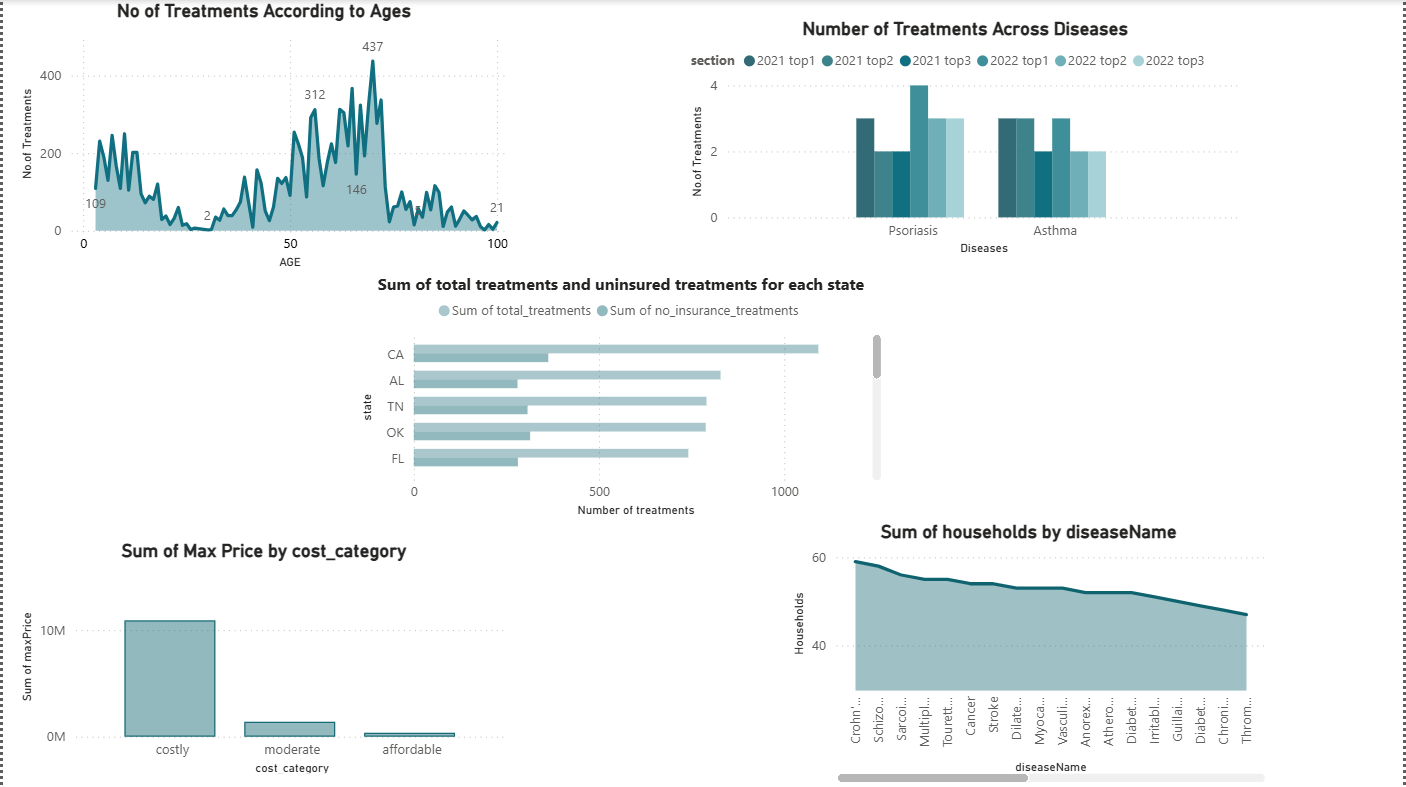 No of Treatments According to Ages
No.of Treatments
400
200
0
437
312
146
109
2
21
0
50
100
AGE
Number of Treatments Across Diseases
section 2021 top1 2021 top2 2021 top3 2022 top1 2022 top2 2022 top3
No.of Treatments
4
2
0
Psoriasis
Asthma
Diseases
Sum of total treatments and uninsured treatments for each state
Sum of total_treatments Sum of no_insurance_treatments
state
CA
AL
TN
OK
FL
0
500
1000
Number of treatments
Sum of Max Price by cost_category
Sum of maxPrice
10M
0M
costly
moderate
affordable
cost_category
Sum of households by diseaseName
Households
60
40
Crohn'...
Schizo...
Sarcoi...
Multipl...
Tourett...
Cancer
Stroke
Dilate...
Myoca...
Vasculi...
Anorex...
Athero...
Diabet...
Irritabl...
Guillai...
Diabet...
Chroni...
Throm...
diseaseName